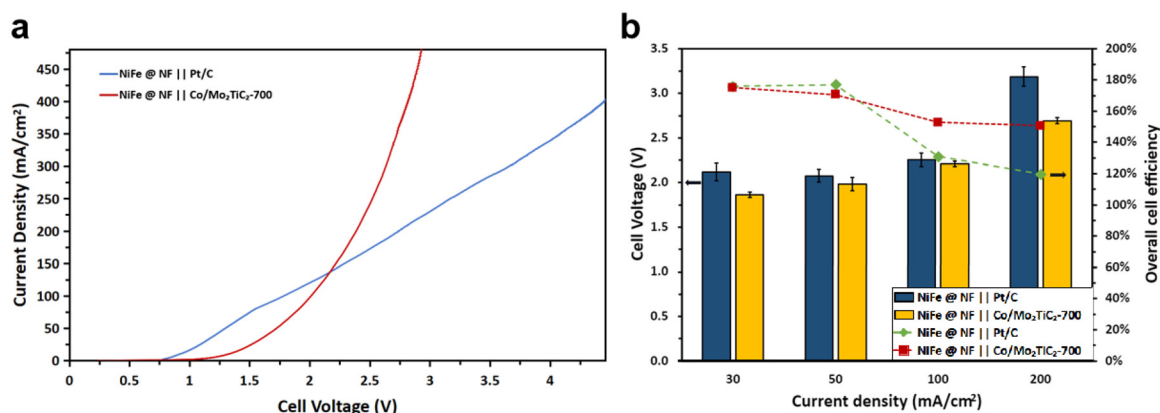 a
Current Density (mA/cm²)
450
400
350
300
250
200
150
100
50
0
NiFe @ NF || Pt/C
NiFe @ NF || Co/Mo₂TiC₂-700
0 0.5 1 1.5 2 2.5 3 3.5 4
Cell Voltage (V)
b
Cell Voltage (V)
3.5
3.0
2.5
2.0
1.5
1.0
0.5
0.0
200%
180%
160%
140%
120%
100%
80%
60%
40%
20%
0%
Overall cell efficiency
NiFe @ NF || Pt/C
NiFe @ NF || Co/Mo₂TiC₂-700
NiFe @ NF || Pt/C
NiFe @ NF || Co/Mo₂TiC₂-700
30 50 100 200
Current density (mA/cm²)